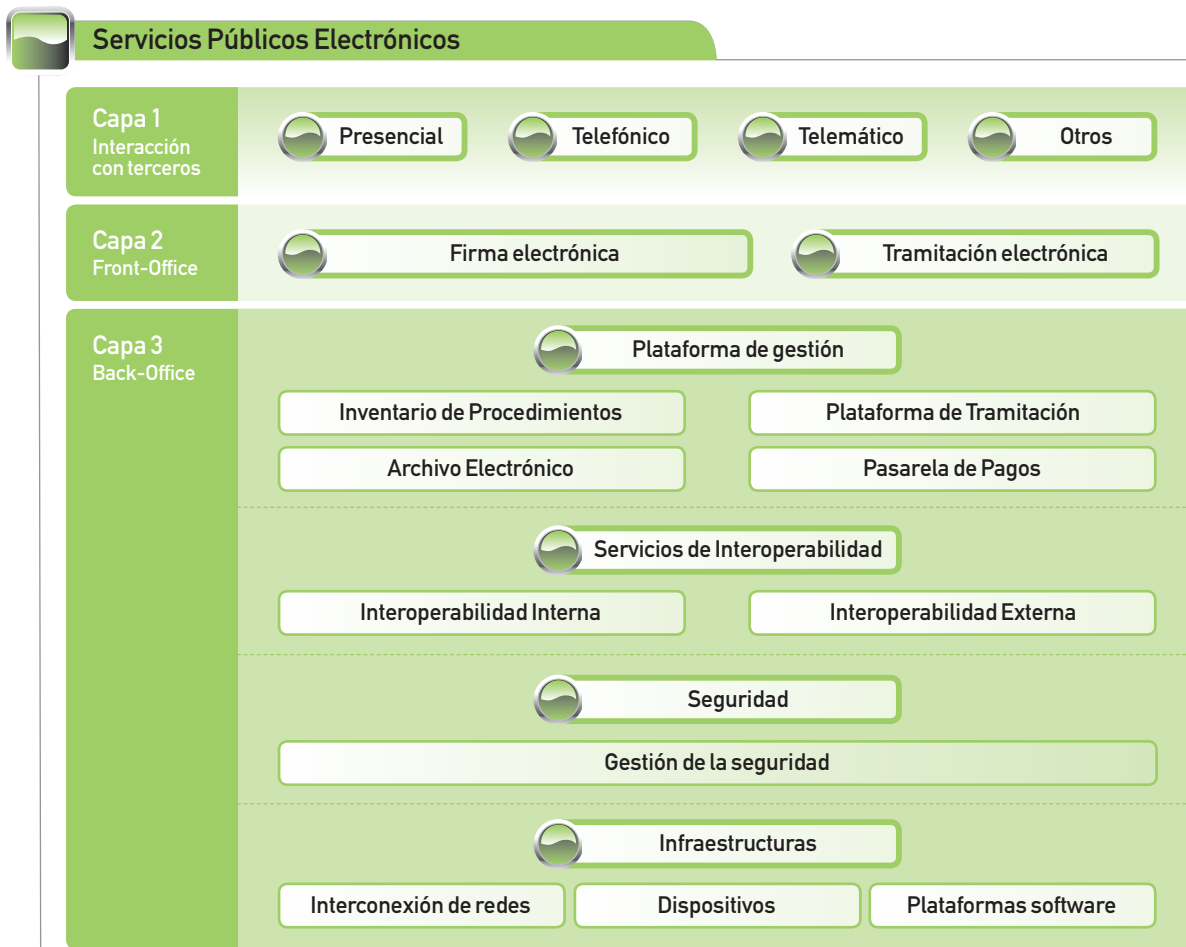 Servicios Públicos Electrónicos
Capa 1
Interacción
con terceros
Presencial
Telefónico
Telemático
Otros
Capa 2
Front-Office
Firma electrónica
Tramitación electrónica
Capa 3
Back-Office
Plataforma de gestión
Inventario de Procedimientos
Plataforma de Tramitación
Archivo Electrónico
Pasarela de Pagos
Servicios de Interoperabilidad
Interoperabilidad Interna
Interoperabilidad Externa
Seguridad
Gestión de la seguridad
Infraestructuras
Interconexión de redes
Dispositivos
Plataformas software